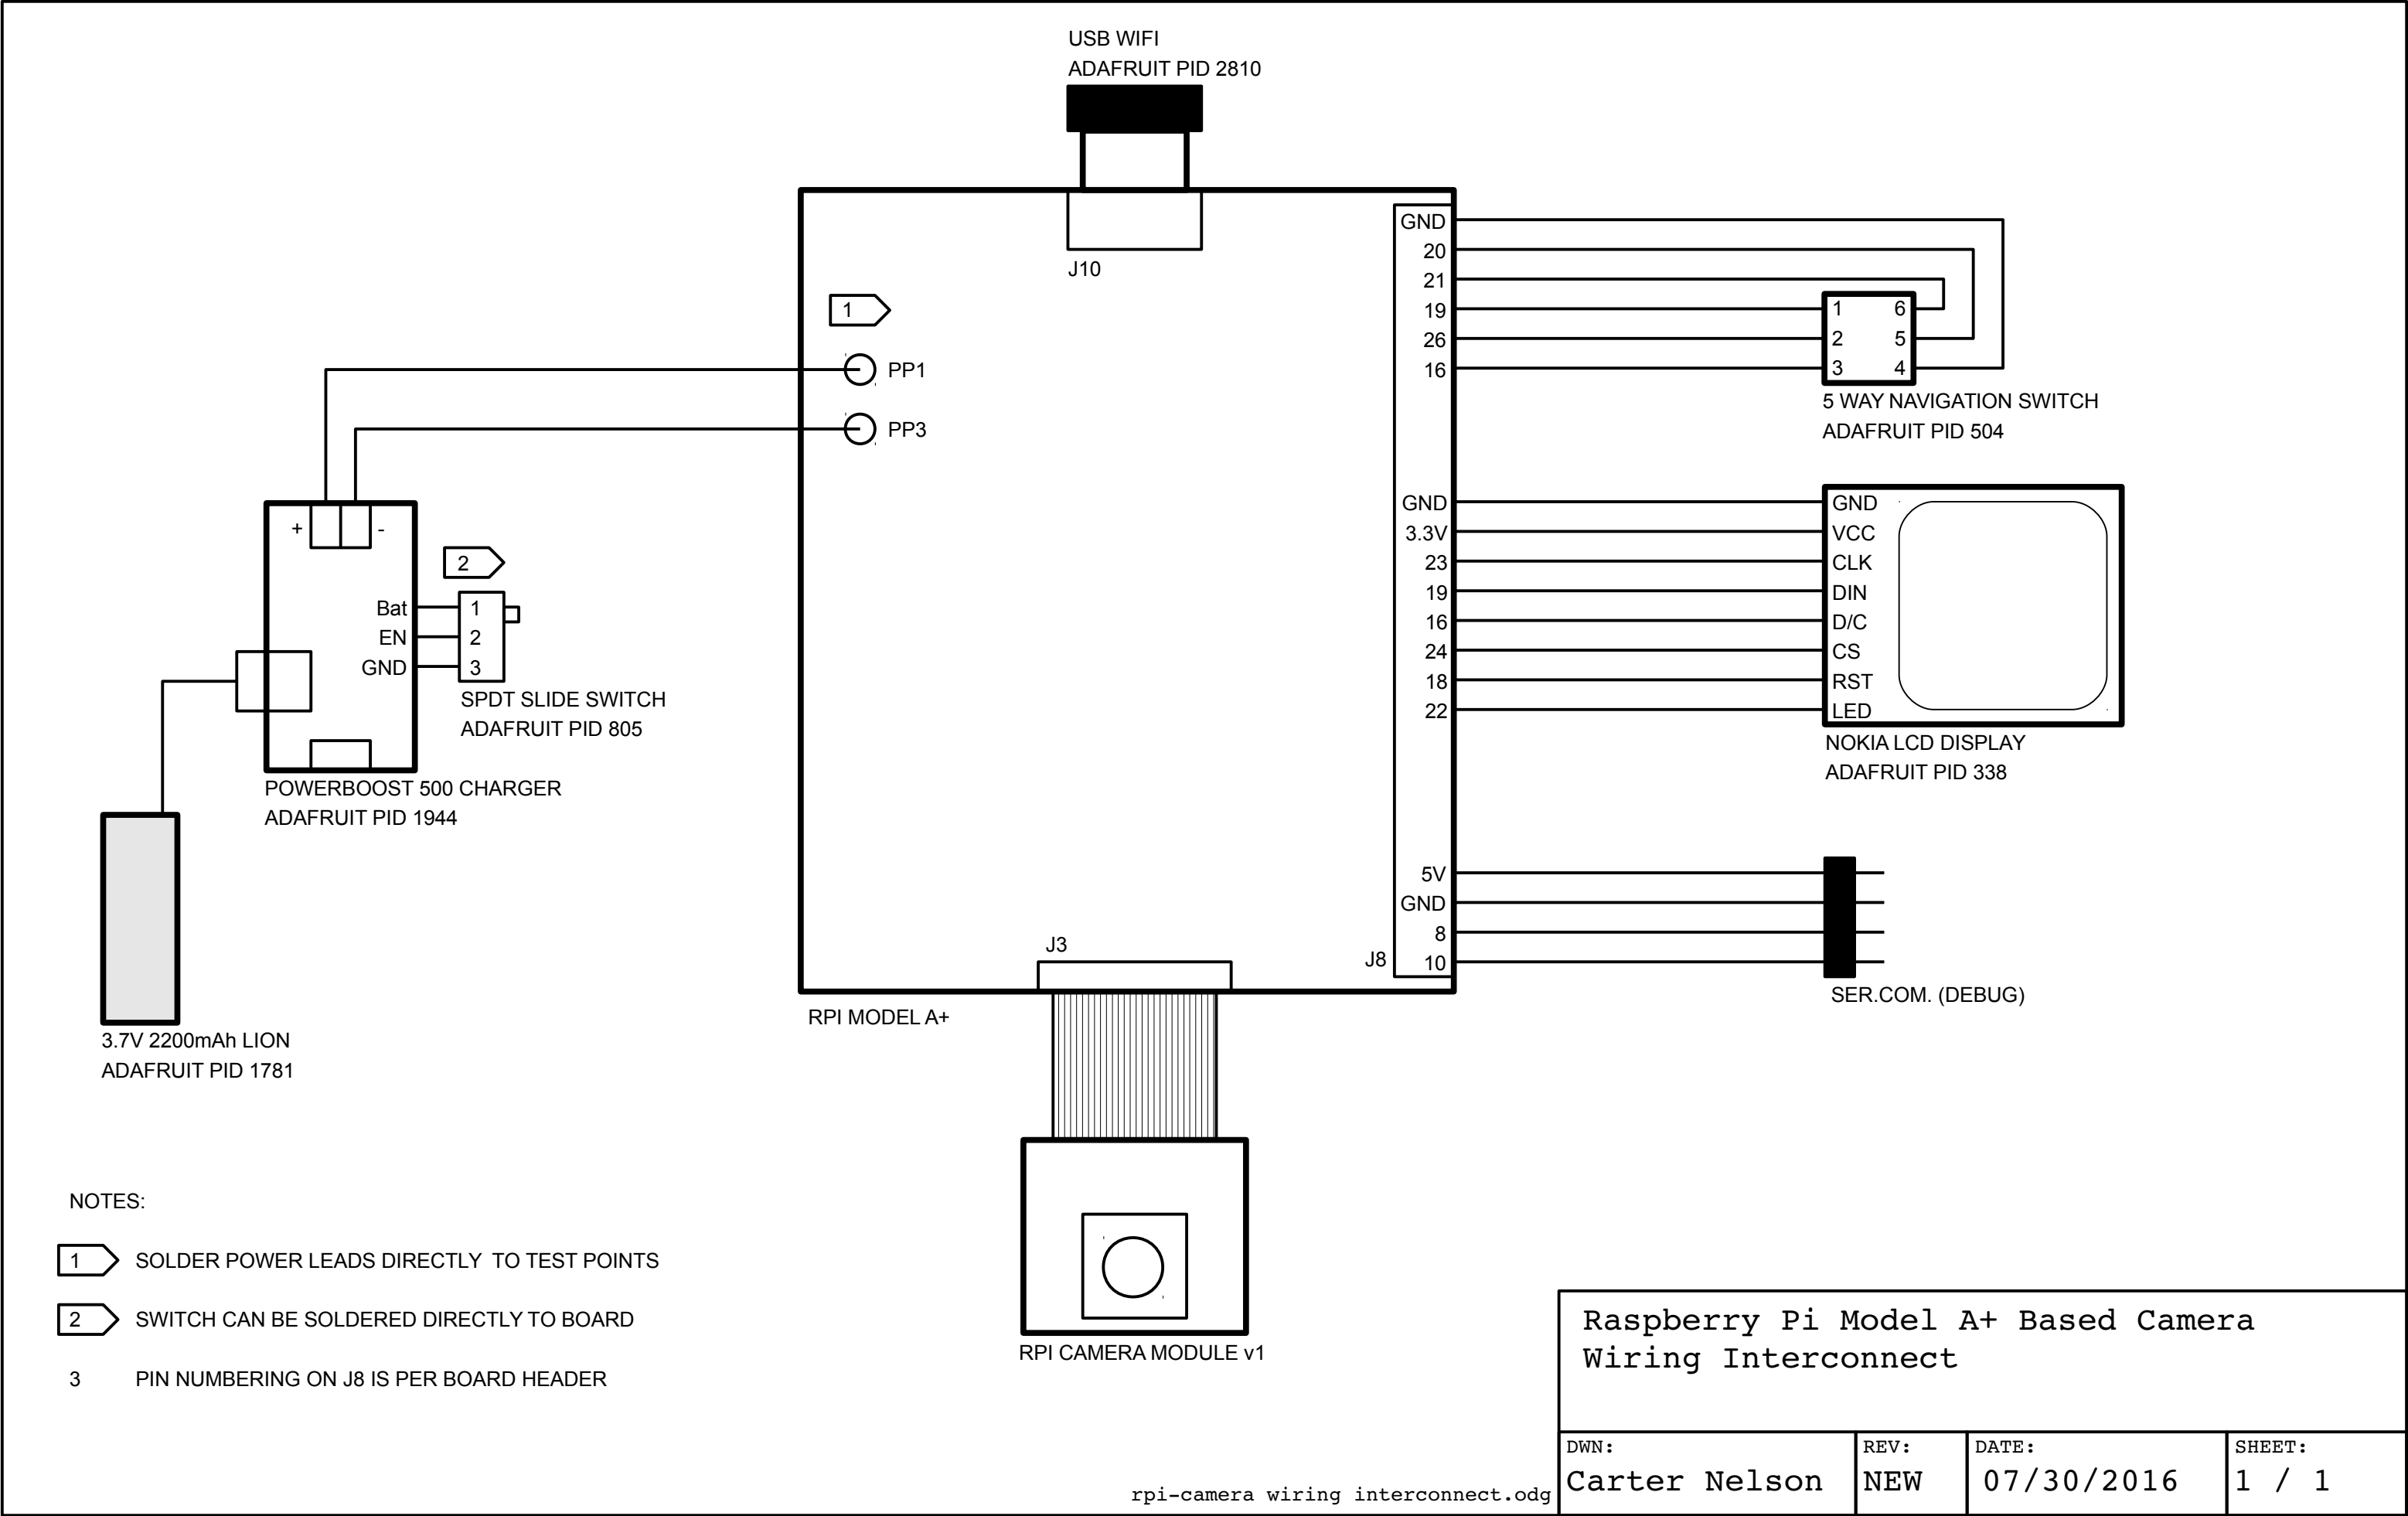 USB WIFI
ADAFRUIT PID 2810
J10
1
PP1
PP3
GND
20
21
19
26
16
1 6
2 5
3 4
5 WAY NAVIGATION SWITCH
ADAFRUIT PID 504
+ -
2
Bat 1
EN 2
GND 3
SPDT SLIDE SWITCH
ADAFRUIT PID 805
POWERBOOST 500 CHARGER
ADAFRUIT PID 1944
3.7V 2200mAh LION
ADAFRUIT PID 1781
GND GND
3.3V VCC
23 CLK
19 DIN
16 D/C
24 CS
18 RST
22 LED
NOKIA LCD DISPLAY
ADAFRUIT PID 338
5V
GND
8
J8 10
SER.COM. (DEBUG)
J3
RPI MODEL A+
RPI CAMERA MODULE v1
NOTES:
1 SOLDER POWER LEADS DIRECTLY TO TEST POINTS
2 SWITCH CAN BE SOLDERED DIRECTLY TO BOARD
3 PIN NUMBERING ON J8 IS PER BOARD HEADER
rpi-camera wiring interconnect.odg
Raspberry Pi Model A+ Based Camera
Wiring Interconnect
DWN: REV: DATE: SHEET:
Carter Nelson NEW 07/30/2016 1 / 1